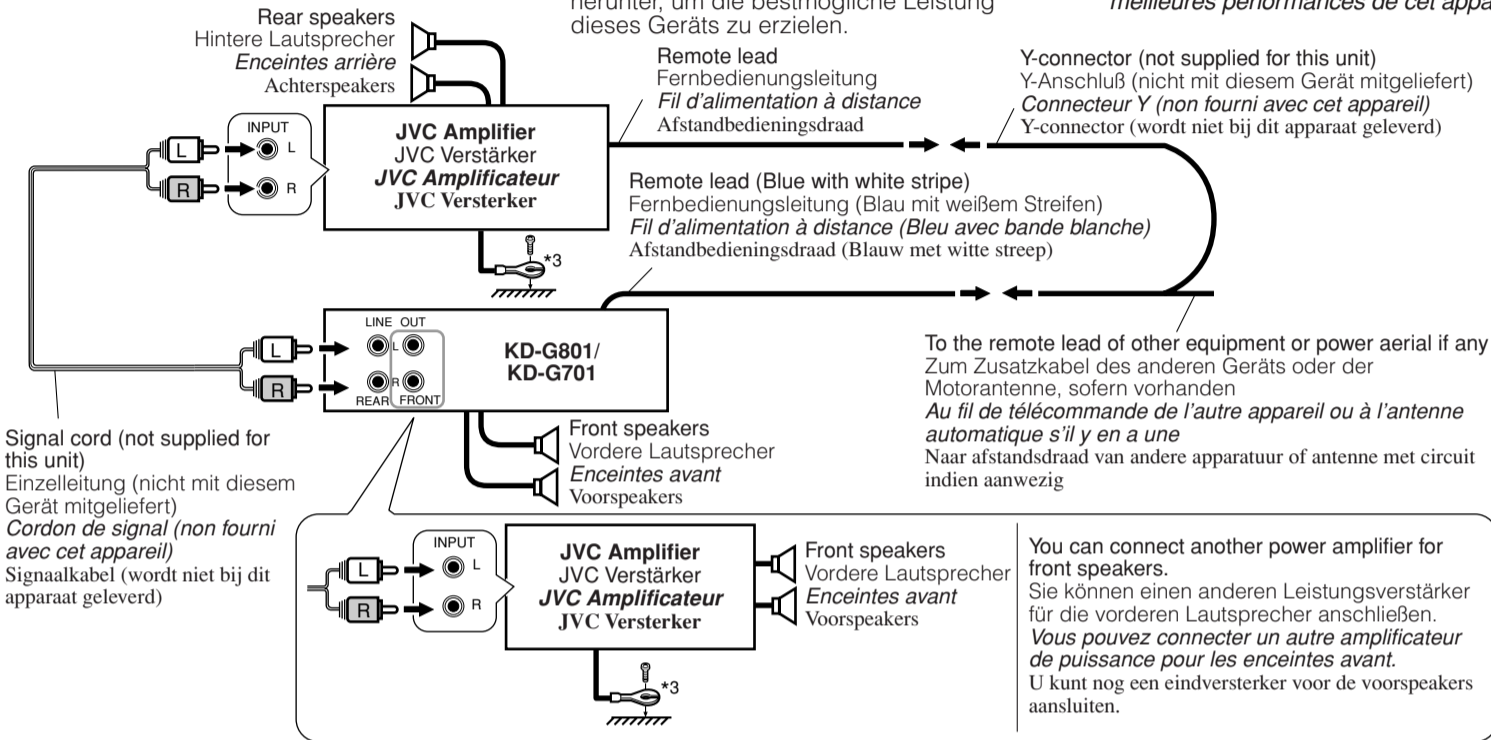 herunter, um die bestmögliche Leistung
dieses Geräts zu erzielen.
meilleures performances de cet appa
Rear speakers
Hintere Lautsprecher
Enceintes arrière
Achterspeakers
Remote lead
Fernbedienungsleitung
Fil d'alimentation à distance
Afstandbedieningsdraad
Y-connector (not supplied for this unit)
Y-Anschluß (nicht mit diesem Gerät mitgeliefert)
Connecteur Y (non fourni avec cet appareil)
Y-connector (wordt niet bij dit apparaat geleverd)
INPUT
L L
R R
JVC Amplifier
JVC Verstärker
JVC Amplificateur
JVC Versterker
*3
Remote lead (Blue with white stripe)
Fernbedienungsleitung (Blau mit weißem Streifen)
Fil d'alimentation à distance (Bleu avec bande blanche)
Afstandbedieningsdraad (Blauw met witte streep)
LINE OUT
L L
R R
REAR FRONT
KD-G801/
KD-G701
To the remote lead of other equipment or power aerial if any
Zum Zusatzkabel des anderen Geräts oder der
Motorantenne, sofern vorhanden
Au fil de télécommande de l'autre appareil ou à l'antenne
automatique s'il y en a une
Naar afstandsdraad van andere apparatuur of antenne met circuit
indien aanwezig
Signal cord (not supplied for
this unit)
Einzelleitung (nicht mit diesem
Gerät mitgeliefert)
Cordon de signal (non fourni
avec cet appareil)
Signaalkabel (wordt niet bij dit
apparaat geleverd)
Front speakers
Vordere Lautsprecher
Enceintes avant
Voorspeakers
INPUT
L L
R R
JVC Amplifier
JVC Verstärker
JVC Amplificateur
JVC Versterker
*3
Front speakers
Vordere Lautsprecher
Enceintes avant
Voorspeakers
You can connect another power amplifier for
front speakers.
Sie können einen anderen Leistungsverstärker
für die vorderen Lautsprecher anschließen.
Vous pouvez connecter un autre amplificateur
de puissance pour les enceintes avant.
U kunt nog een eindversterker voor de voorspeakers
aansluiten.